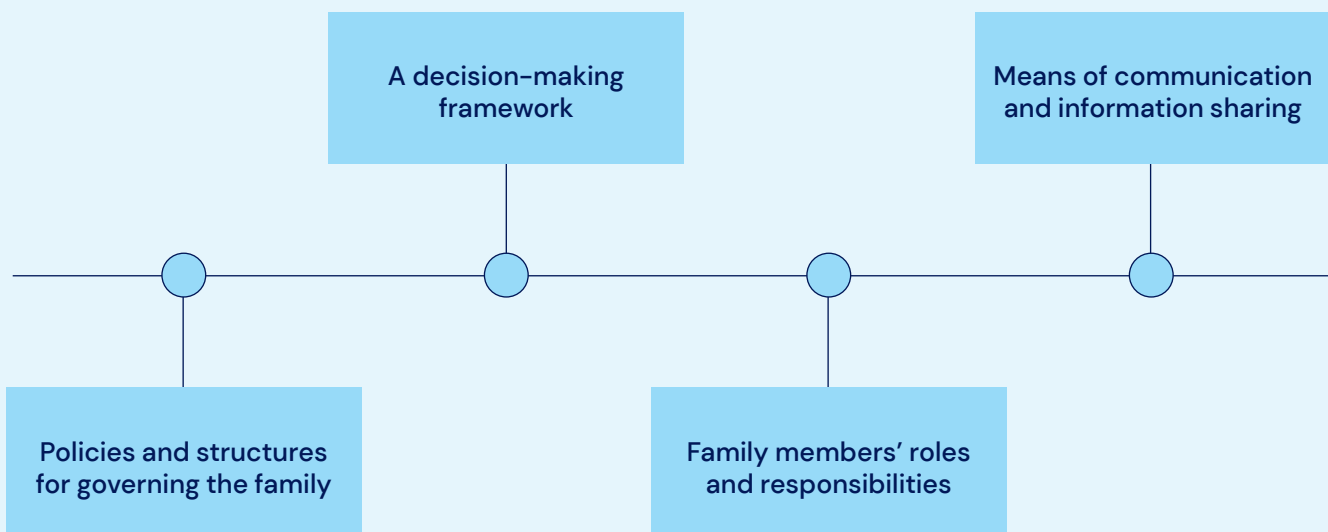 A decision-making
framework
Means of communication
and information sharing
Policies and structures
for governing the family
Family members’ roles
and responsibilities